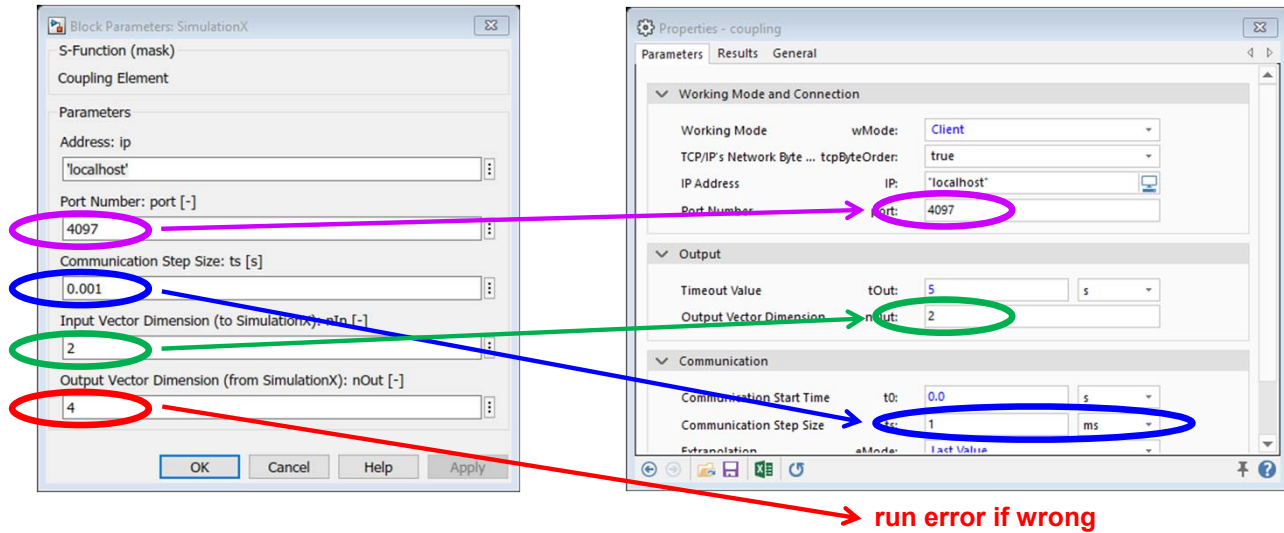 Block Parameters: SimulationX
S-Function (mask)
Coupling Element
Parameters
Address: ip
'localhost'
Port Number: port [-]
4097
Communication Step Size: ts [s]
0.001
Input Vector Dimension (to SimulationX): nIn [-]
2
Output Vector Dimension (from SimulationX): nOut [-]
4
OK Cancel Help Apply
Properties - coupling
Parameters Results General
Working Mode and Connection
Working Mode wMode: Client
TCP/IP's Network Byte ... tcpByteOrder: true
IP Address IP: "localhost"
Port Number port: 4097
Output
Timeout Value tOut: 5 s
Output Vector Dimension nOut: 2
Communication
Communication Start Time t0: 0.0 s
Communication Step Size ts: 1 ms
Extrapolation eMode: Last Value
run error if wrong